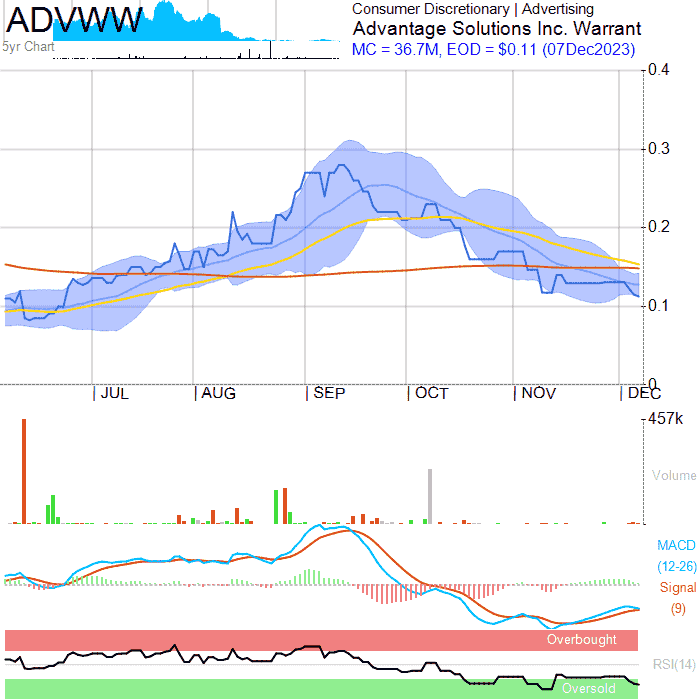 ADVWW
5yr Chart
Consumer Discretionary | Advertising
Advantage Solutions Inc. Warrant
MC = 36.7M, EOD = $0.11 (07Dec2023)
0.4
0.3
0.2
0.1
0
JUL AUG SEP OCT NOV DEC
457k
Volume
MACD
(12-26)
Signal
(9)
Overbought
RSI(14)
Oversold